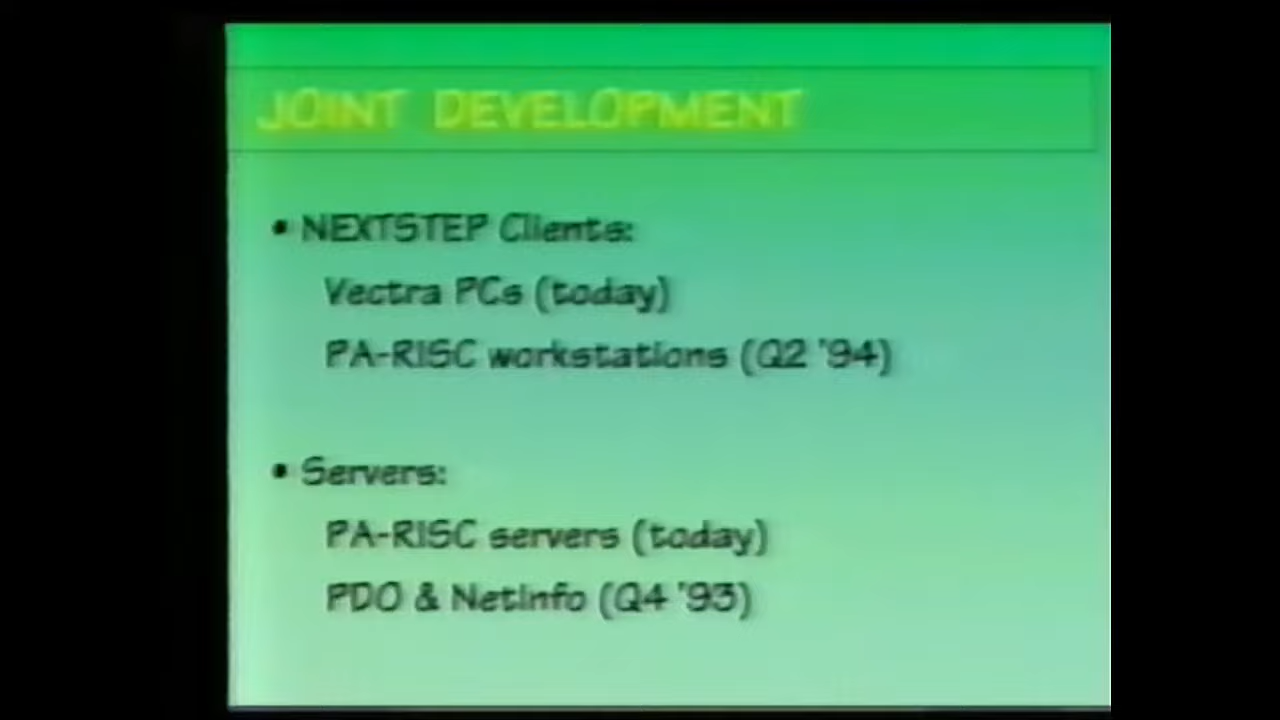 JOINT DEVELOPMENT
• NEXTSTEP Clients:
Vectra PCs (today)
PA-RISC workstations (Q2 '94)
• Servers:
PA-RISC servers (today)
PDO & NetInfo (Q4 '93)